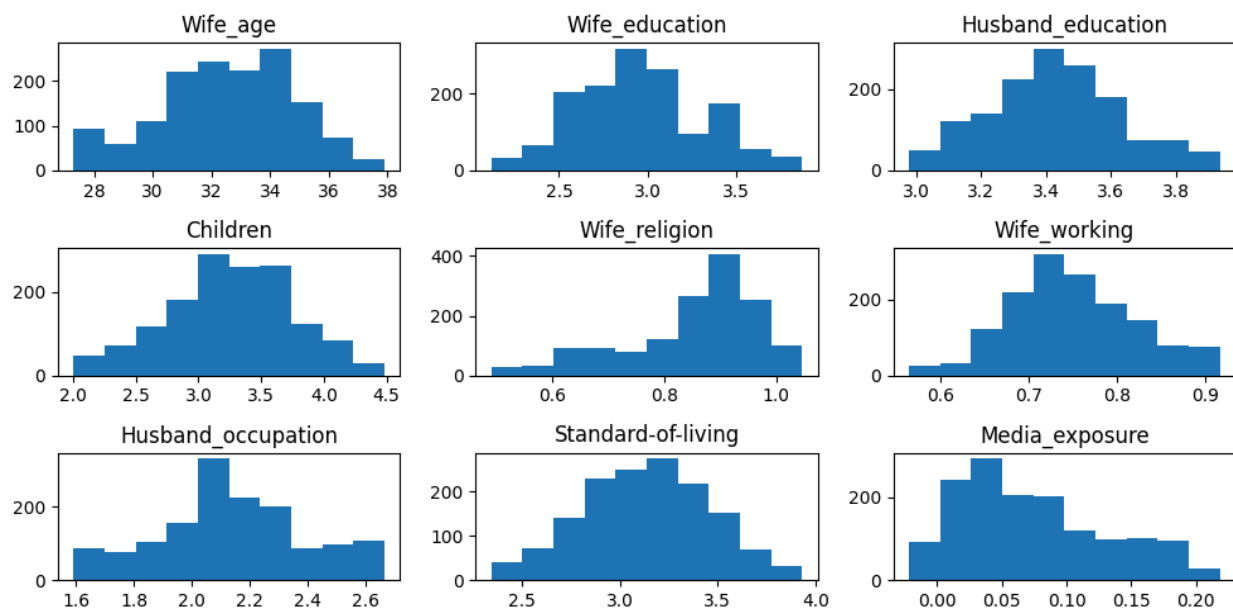 Wife_age Wife_education Husband_education
200 200 200
100
0 0 0
28 30 32 34 36 38 2.5 3.0 3.5 3.0 3.2 3.4 3.6 3.8
Children Wife_religion Wife_working
400
200 200 200
0 0 0
2.0 2.5 3.0 3.5 4.0 4.5 0.6 0.8 1.0 0.6 0.7 0.8 0.9
Husband_occupation Standard-of-living Media_exposure
200 200 200
0 0 0
1.6 1.8 2.0 2.2 2.4 2.6 2.5 3.0 3.5 4.0 0.00 0.05 0.10 0.15 0.20